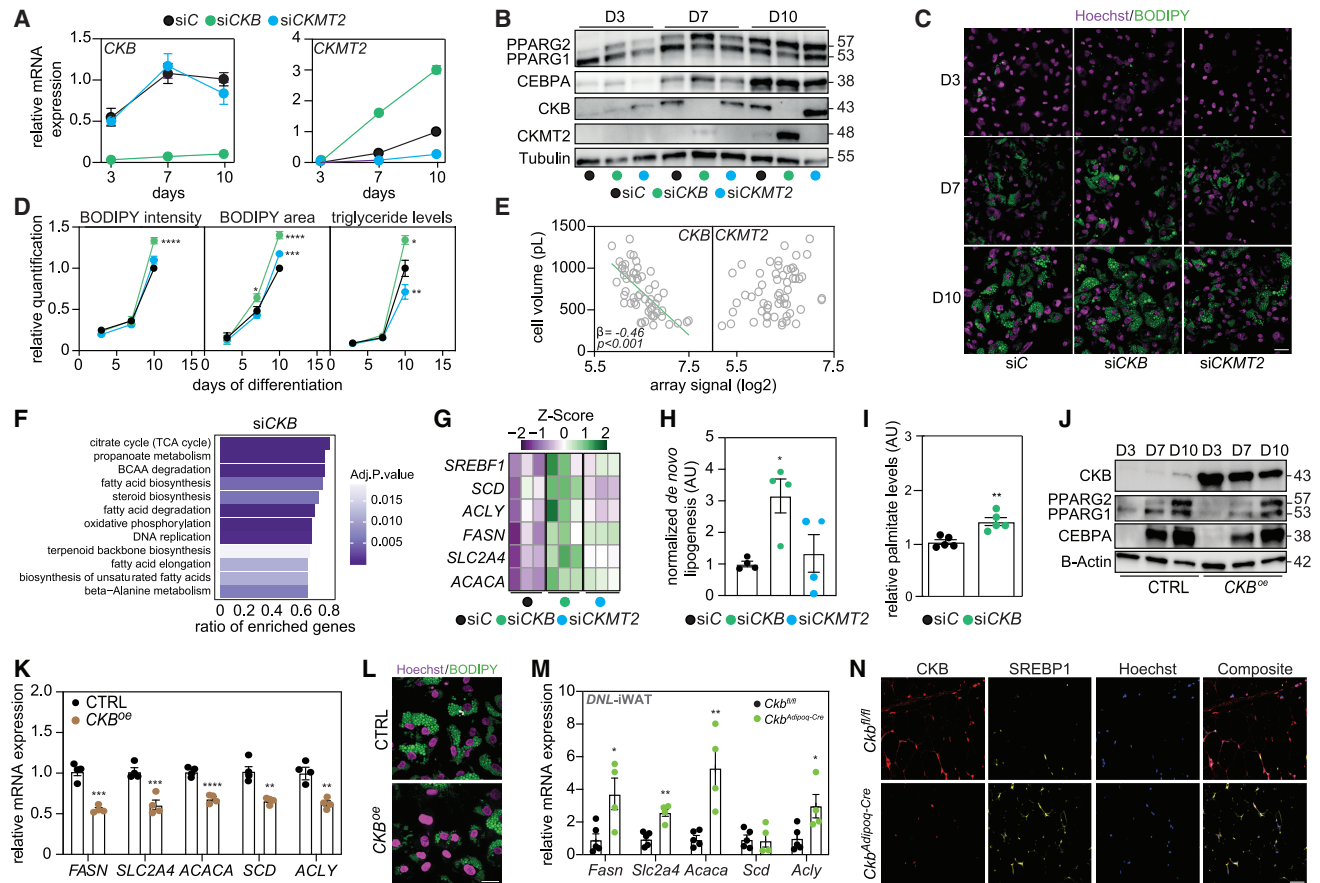 A
siC siCKB siCKMT2
CKB
CKMT2
relative mRNA
expression
1.5
1.0
0.5
0
3 7 10
days
4
3
2
1
0
3 7 10
days
B
D3 D7 D10
PPARG2
PPARG1
CEBPA
CKB
CKMT2
Tubulin
57
53
38
43
48
55
siC siCKB siCKMT2
C
Hoechst/BODIPY
D3
D7
D10
siC siCKB siCKMT2
D
BODIPY intensity BODIPY area triglyceride levels
relative quantification
1.5
1.0
0.5
0
****
*
****
***
*
**
0 5 10 15 0 5 10 15 0 5 10 15
days of differentiation
E
CKB CKMT2
cell volume (pL)
1500
1250
1000
750
500
250
0
β= -0.46
p<0.001
5.5 7.5 5.5 7.5
array signal (log2)
F
siCKB
citrate cycle (TCA cycle)
propanoate metabolism
BCAA degradation
fatty acid biosynthesis
steroid biosynthesis
fatty acid degradation
oxidative phosphorylation
DNA replication
terpenoid backbone biosynthesis
fatty acid elongation
biosynthesis of unsaturated fatty acids
beta-Alanine metabolism
0 0.2 0.4 0.6 0.8
ratio of enriched genes
Adj.P.value
0.015
0.010
0.005
G
Z-Score
−2 −1 0 1 2
SREBF1
SCD
ACLY
FASN
SLC2A4
ACACA
siC siCKB siCKMT2
H
normalized de novo
lipogenesis (AU)
5
4
3
2
1
0
*
siC siCKB siCKMT2
I
relative palmitate levels (AU)
3
2
1
0
**
siC siCKB
J
D3 D7 D10 D3 D7 D10
CKB
PPARG2
PPARG1
CEBPA
B-Actin
43
57
53
38
42
CTRL CKBoe
K
relative mRNA expression
2.0
1.5
1.0
0.5
0
CTRL
CKBoe
*** *** **** ** **
FASN SLC2A4 ACACA SCD ACLY
L
Hoechst/BODIPY
CTRL
CKBoe
M
relative mRNA expression
10
8
6
4
2
0
DNL-iWAT
Ckbfl/fl
CkbAdipoq-Cre
* ** ** *
Fasn Slc2a4 Acaca Scd Acly
N
CKB SREBP1 Hoechst Composite
Ckbfl/fl
CkbAdipoq-Cre